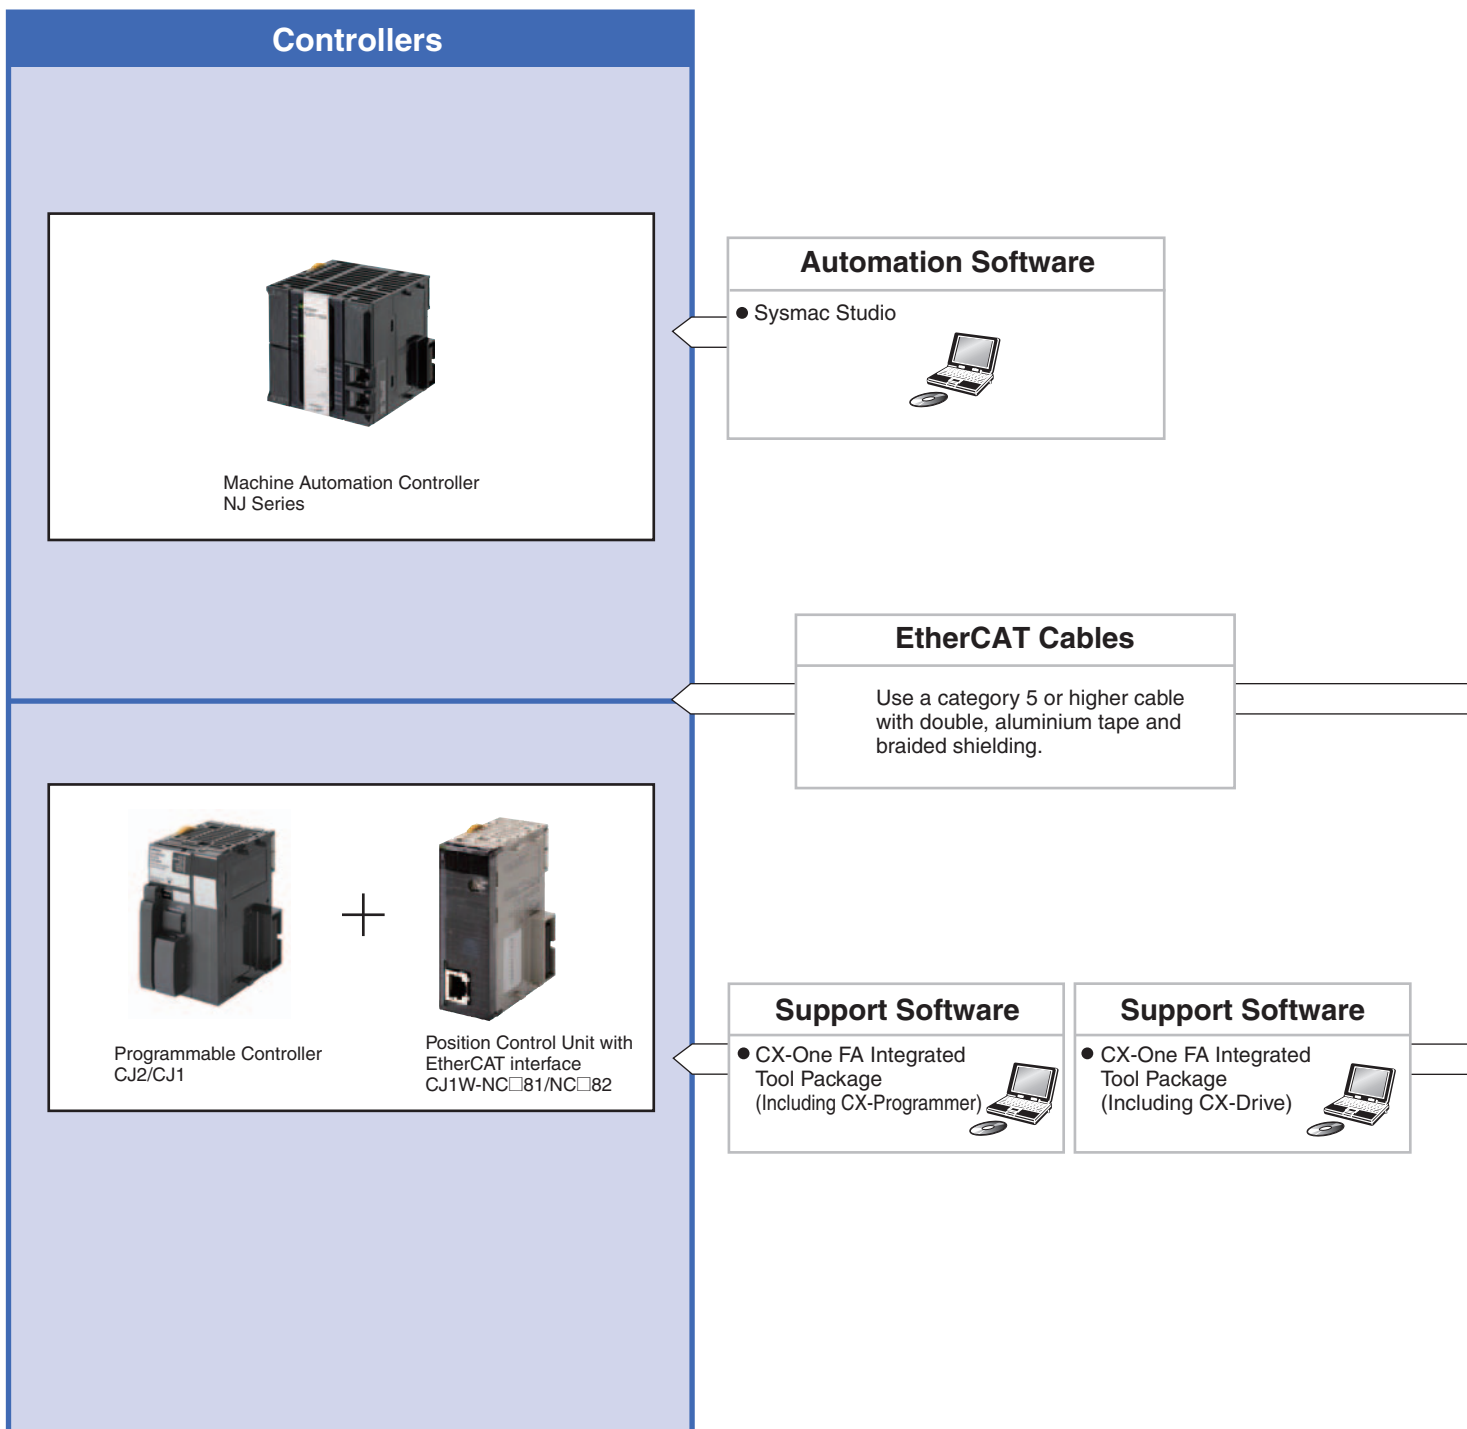 Controllers
Machine Automation Controller
NJ Series
Automation Software
● Sysmac Studio
EtherCAT Cables
Use a category 5 or higher cable
with double, aluminium tape and
braided shielding.
Programmable Controller
CJ2/CJ1
Position Control Unit with
EtherCAT interface
CJ1W-NC□81/NC□82
Support Software
● CX-One FA Integrated
Tool Package
(Including CX-Programmer)
Support Software
● CX-One FA Integrated
Tool Package
(Including CX-Drive)